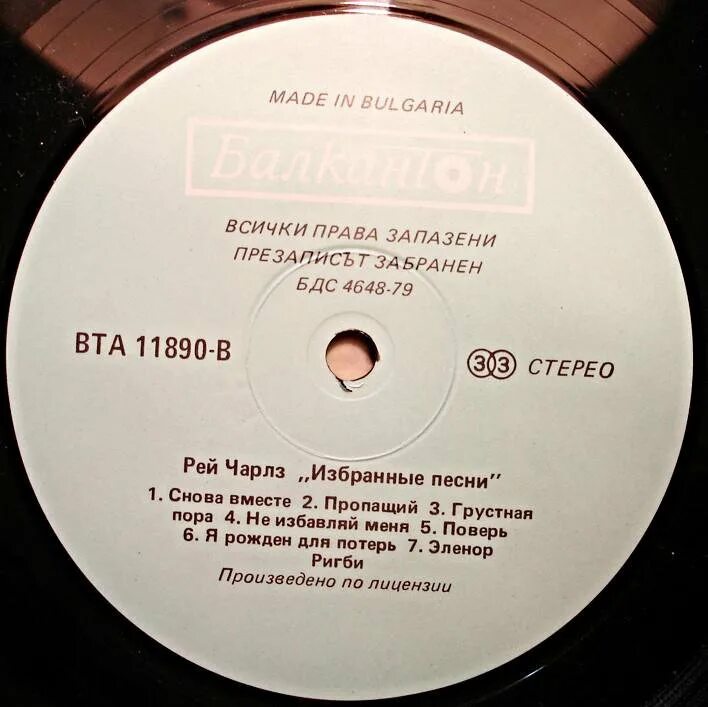 MADE IN BULGARIA
Балкантон
ВСИЧКИ ПРАВА ЗАПАЗЕНИ
ПРЕЗАПИСЪТ ЗАБРАНЕН
БДС 4648-79
ВТА 11890-В
33 СТЕРЕО
Рей Чарлз „Избранные песни”
1. Снова вместе 2. Пропащий 3. Грустная
пора 4. Не избавляй меня 5. Поверь
6. Я рожден для потерь 7. Эленор
Ригби
Произведено по лицензии